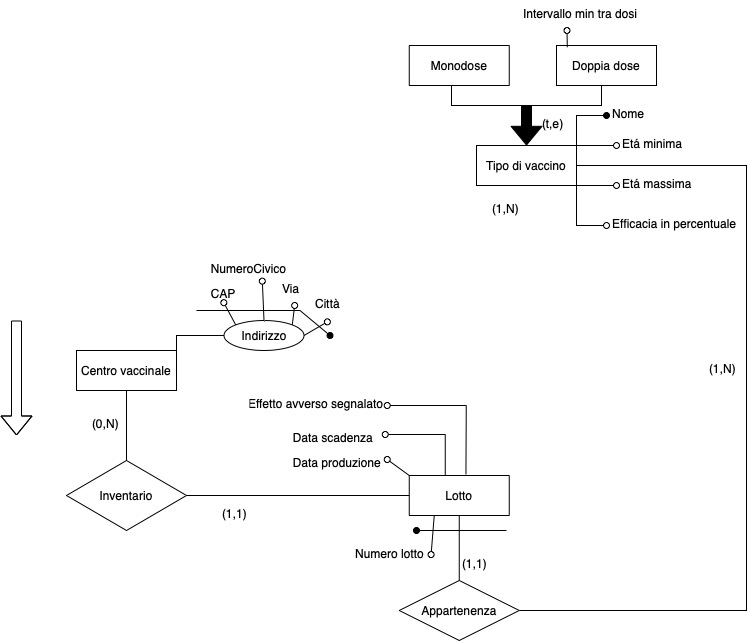 Intervallo min tra dosi
Monodose
Doppia dose
(t,e)
Nome
Etá minima
Tipo di vaccino
Etá massima
(1,N)
Efficacia in percentuale
NumeroCivico
CAP
Via
Città
Indirizzo
Centro vaccinale
(1,N)
(0,N)
Effetto avverso segnalato
Data scadenza
Data produzione
Inventario
Lotto
(1,1)
Numero lotto
(1,1)
Appartenenza